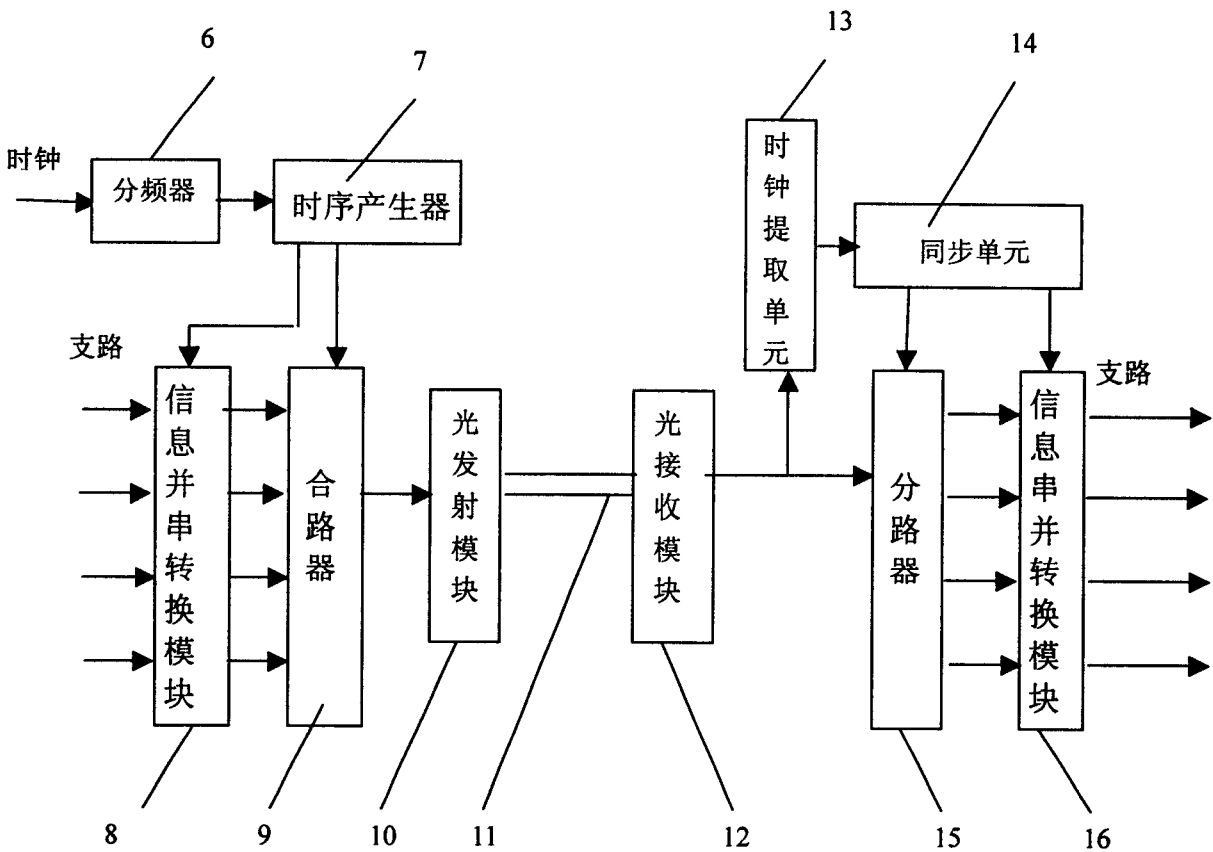 6
7
13
14
时钟
分频器
时序产生器
时钟提取单元
同步单元
支路
支路
信息并串转换模块
合路器
光发射模块
光接收模块
分路器
信息串并转换模块
8
9
10
11
12
15
16